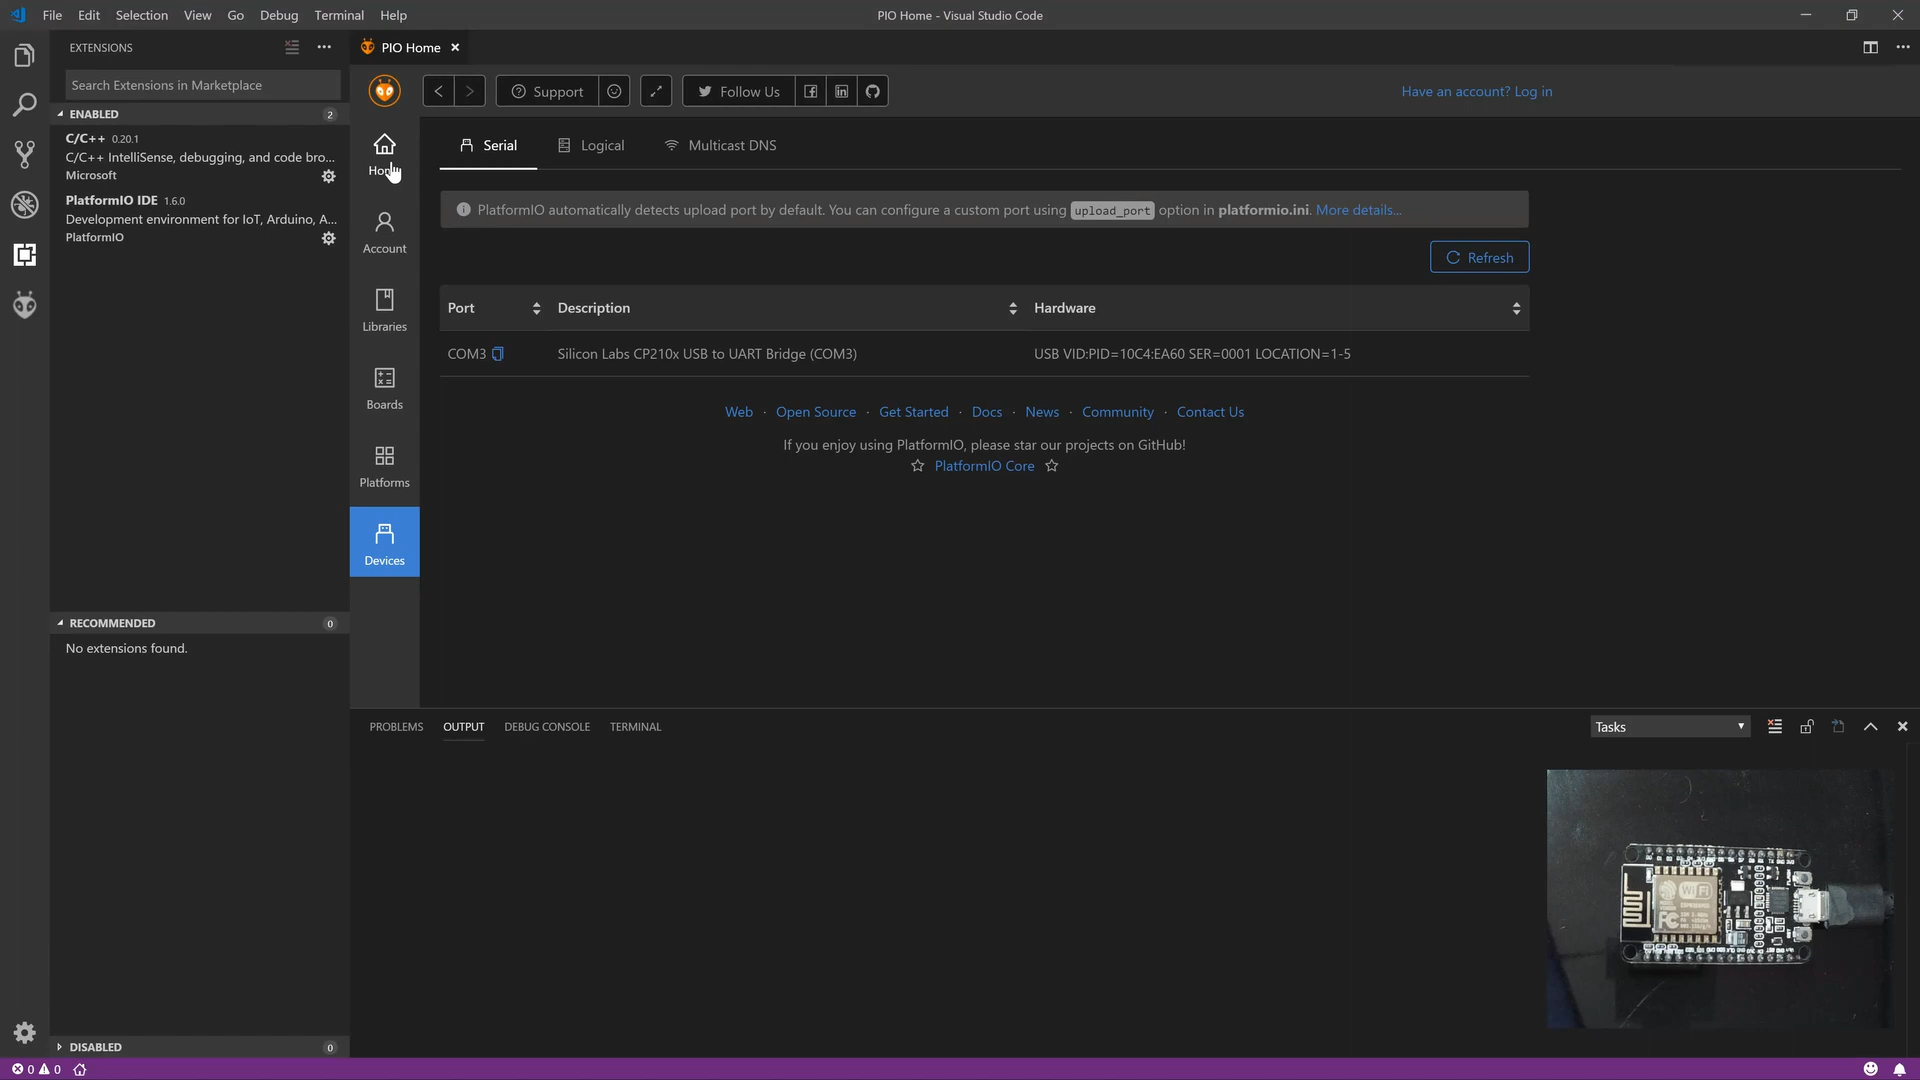 File Edit Selection View Go Debug Terminal Help
PIO Home - Visual Studio Code
EXTENSIONS
PIO Home
Search Extensions in Marketplace
Support
Follow Us
Have an account? Log in
ENABLED 2
C/C++ 0.20.1
C/C++ IntelliSense, debugging, and code bro...
Microsoft
PlatformIO IDE 1.6.0
Development environment for IoT, Arduino, A...
PlatformIO
Account
Libraries
Boards
Platforms
Devices
Serial Logical Multicast DNS
PlatformIO automatically detects upload port by default. You can configure a custom port using upload_port option in platformio.ini. More details...
Refresh
Port Description Hardware
COM3 Silicon Labs CP210x USB to UART Bridge (COM3) USB VID:PID=10C4:EA60 SER=0001 LOCATION=1-5
Web · Open Source · Get Started · Docs · News · Community · Contact Us
If you enjoy using PlatformIO, please star our projects on GitHub!
PlatformIO Core
RECOMMENDED 0
No extensions found.
PROBLEMS OUTPUT DEBUG CONSOLE TERMINAL
Tasks
WiFi
FC
DISABLED 0
0 0